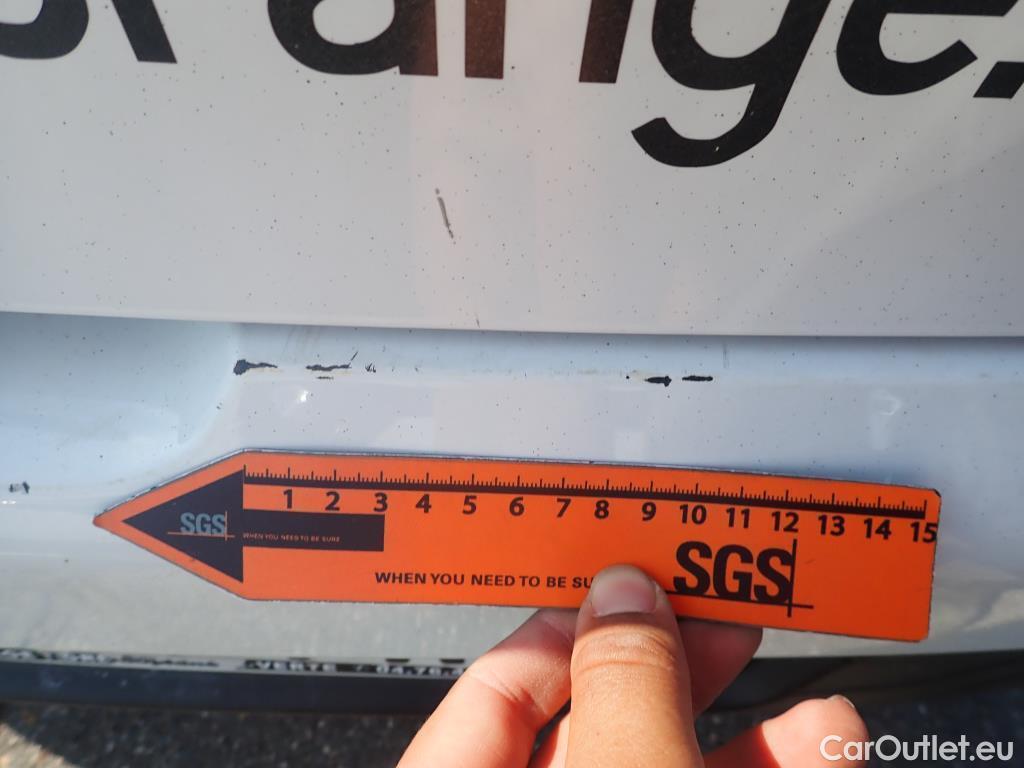 1 2 3 4 5 6 7 8 9 10 11 12 13 14 15
SGS
WHEN YOU NEED TO BE SURE
SGS
WHEN YOU NEED TO BE SU
VERTE
CarOutlet.eu